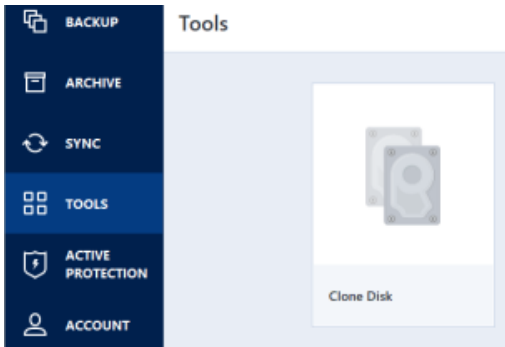 BACKUP
Tools
ARCHIVE
SYNC
TOOLS
ACTIVE
PROTECTION
Clone Disk
ACCOUNT